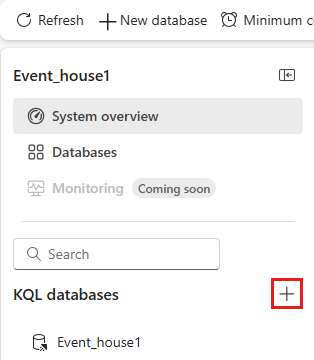 Refresh New database Minimum
Event_house1
System overview
Databases
Monitoring Coming soon
Search
KQL databases
Event_house1